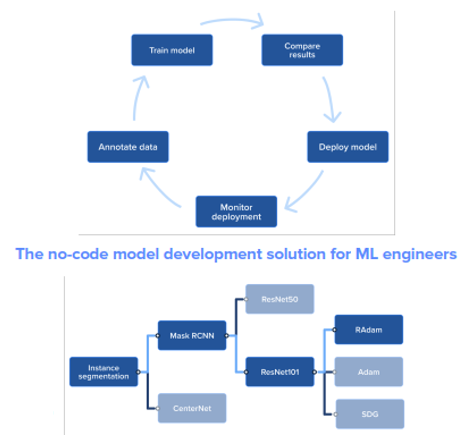 Train model
Compare
results
Annotate data
Deploy model
Monitor
deployment
The no-code model development solution for ML engineers
ResNet50
Mask RCNN
RAdam
Instance
segmentation
ResNet101
Adam
CenterNet
SDG